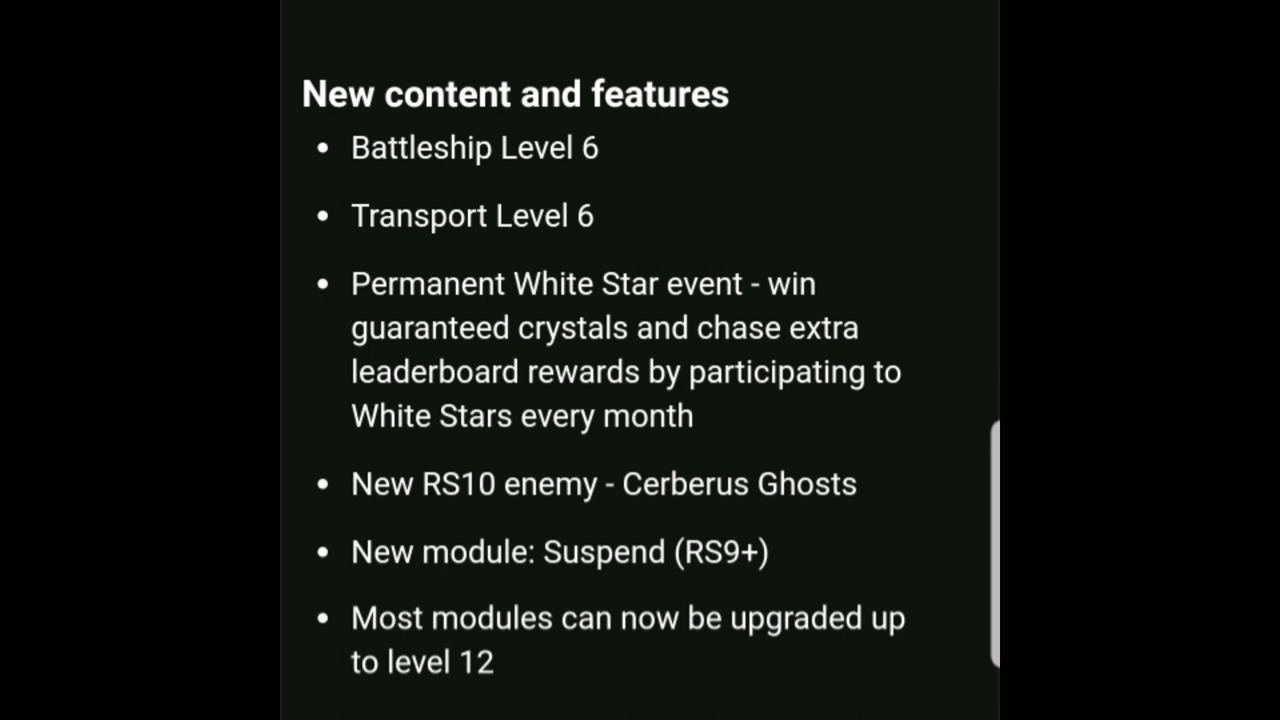 New content and features
• Battleship Level 6
• Transport Level 6
• Permanent White Star event - win
guaranteed crystals and chase extra
leaderboard rewards by participating to
White Stars every month
• New RS10 enemy - Cerberus Ghosts
• New module: Suspend (RS9+)
• Most modules can now be upgraded up
to level 12